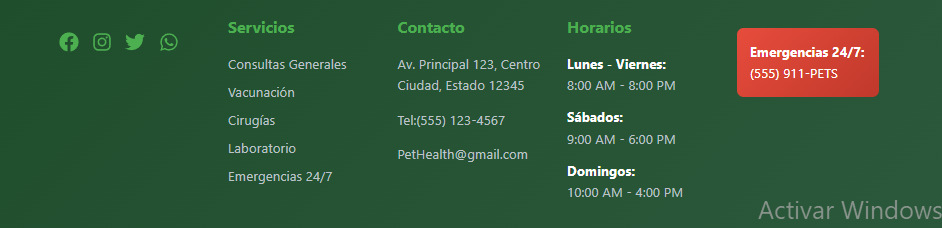 Servicios
Consultas Generales
Vacunación
Cirugías
Laboratorio
Emergencias 24/7
Contacto
Av. Principal 123, Centro
Ciudad, Estado 12345
Tel:(555) 123-4567
PetHealth@gmail.com
Horarios
Lunes - Viernes:
8:00 AM - 8:00 PM
Sábados:
9:00 AM - 6:00 PM
Domingos:
10:00 AM - 4:00 PM
Emergencias 24/7:
(555) 911-PETS
Activar Windows